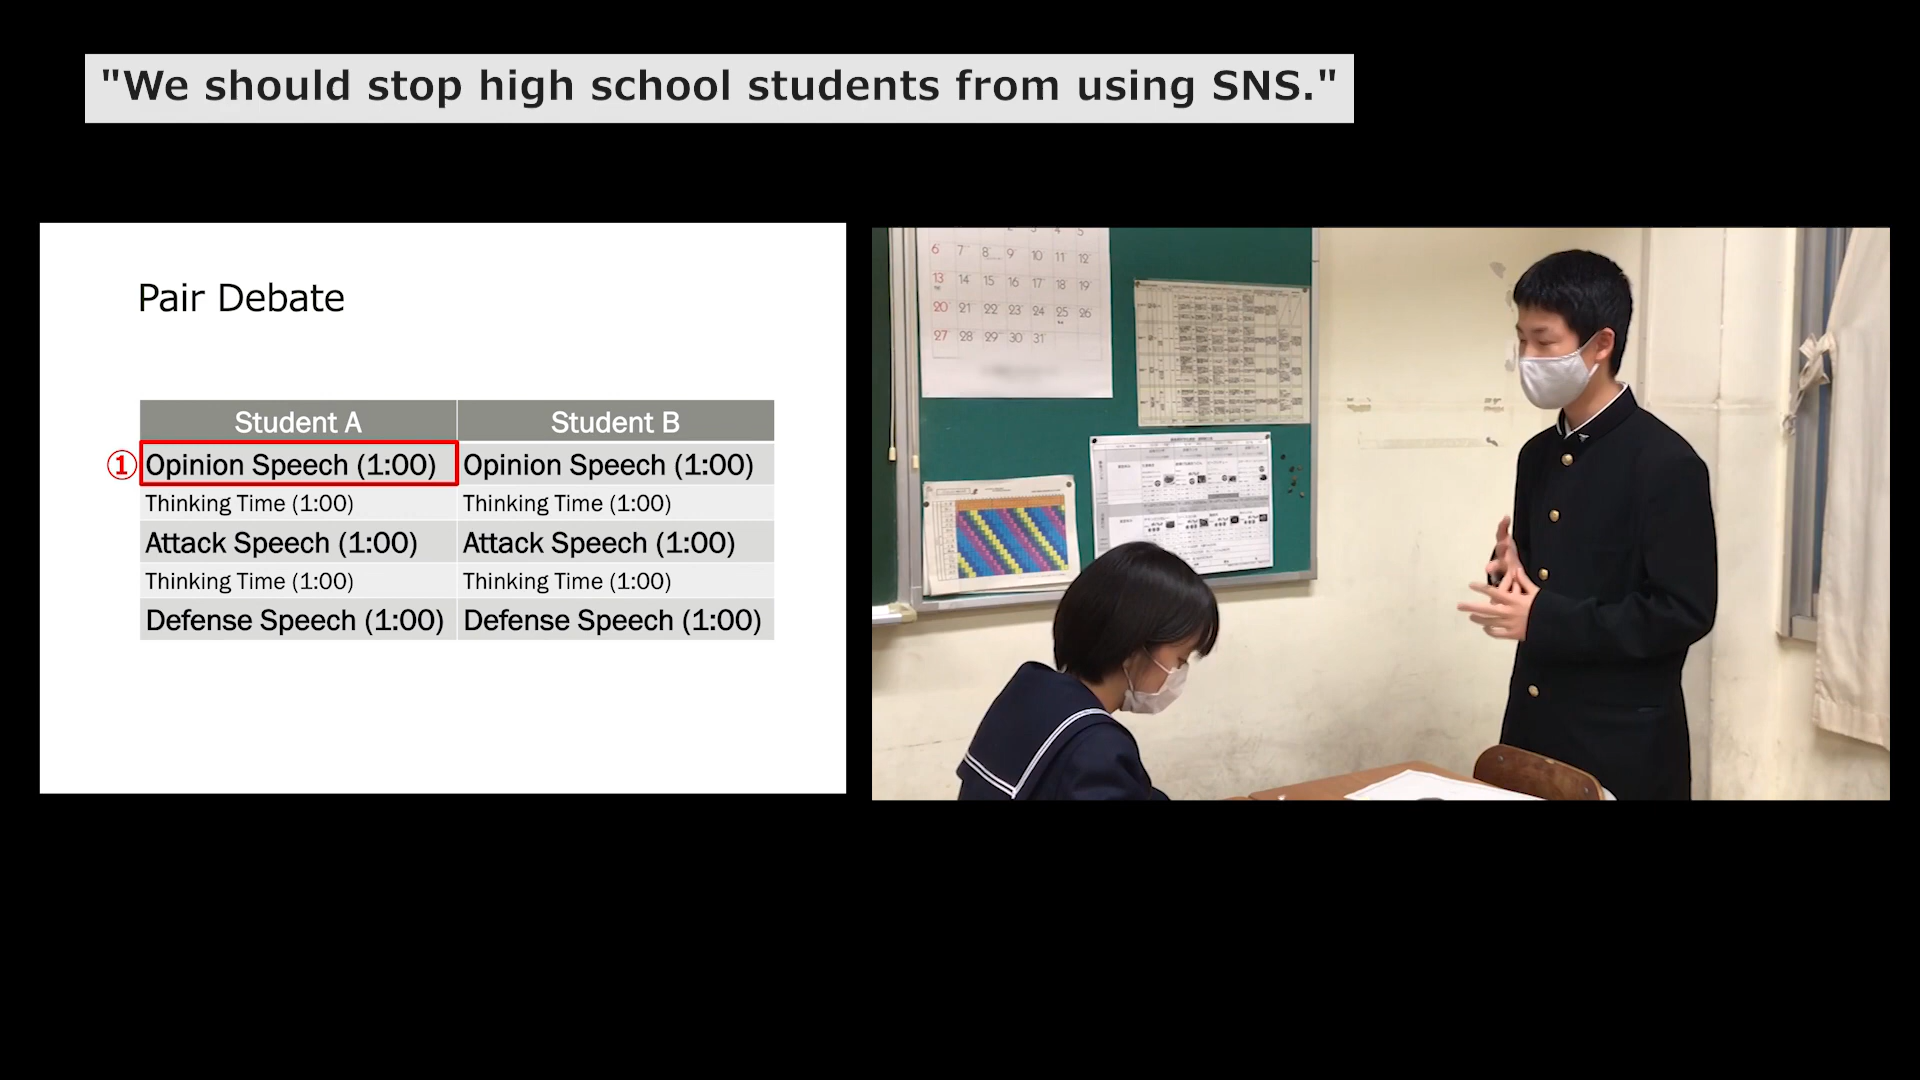 "We should stop high school students from using SNS."
Pair Debate
Student A Student B
① Opinion Speech (1:00) Opinion Speech (1:00)
Thinking Time (1:00) Thinking Time (1:00)
Attack Speech (1:00) Attack Speech (1:00)
Thinking Time (1:00) Thinking Time (1:00)
Defense Speech (1:00) Defense Speech (1:00)
2 3 4 5
6 7 8 9 10 11 12
13 14 15 16 17 18 19
20 21 22 23 24 25 26
27 28 29 30 31